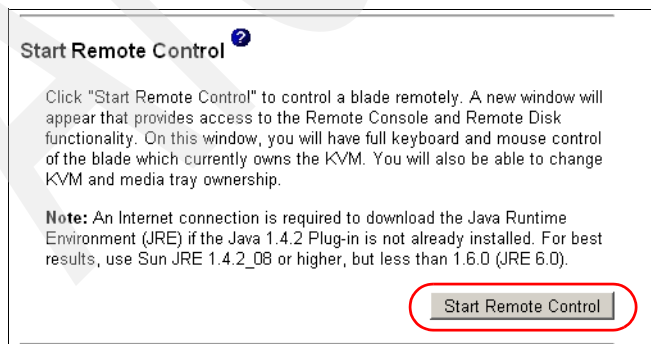 Start Remote Control ?
Click "Start Remote Control" to control a blade remotely. A new window will
appear that provides access to the Remote Console and Remote Disk
functionality. On this window, you will have full keyboard and mouse control
of the blade which currently owns the KVM. You will also be able to change
KVM and media tray ownership.
Note: An Internet connection is required to download the Java Runtime
Environment (JRE) if the Java 1.4.2 Plug-in is not already installed. For best
results, use Sun JRE 1.4.2_08 or higher, but less than 1.6.0 (JRE 6.0).
Start Remote Control